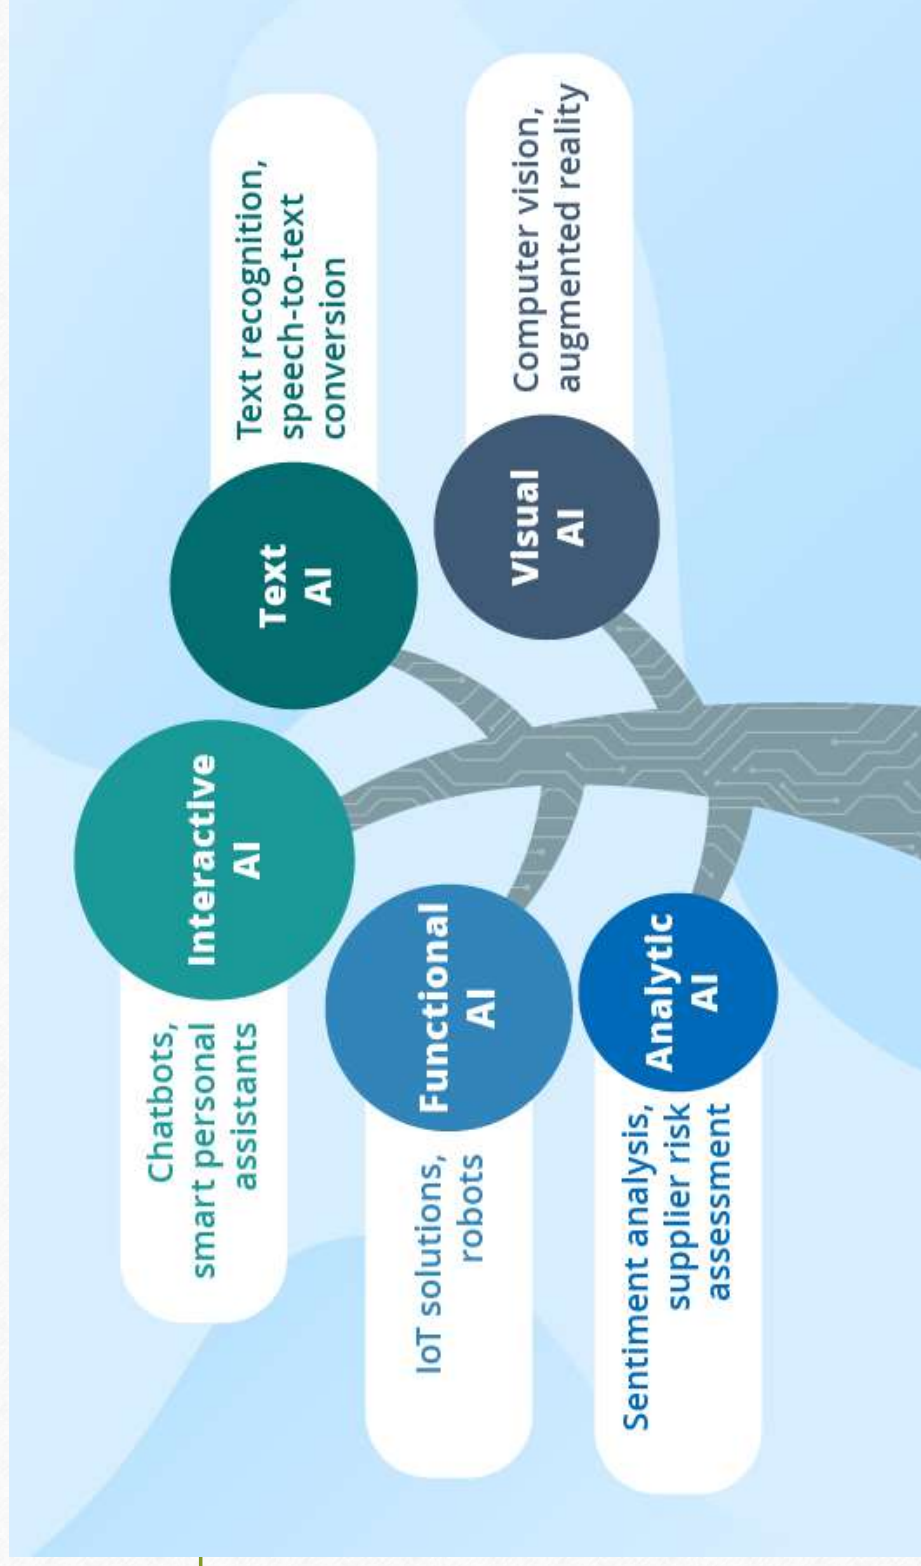 Chatbots,
smart personal
assistants
Interactive
AI
Text
AI
Text recognition,
speech-to-text
conversion
IoT solutions,
robots
Functional
AI
Visual
AI
Computer vision,
augmented reality
Sentiment analysis,
supplier risk
assessment
Analytic
AI